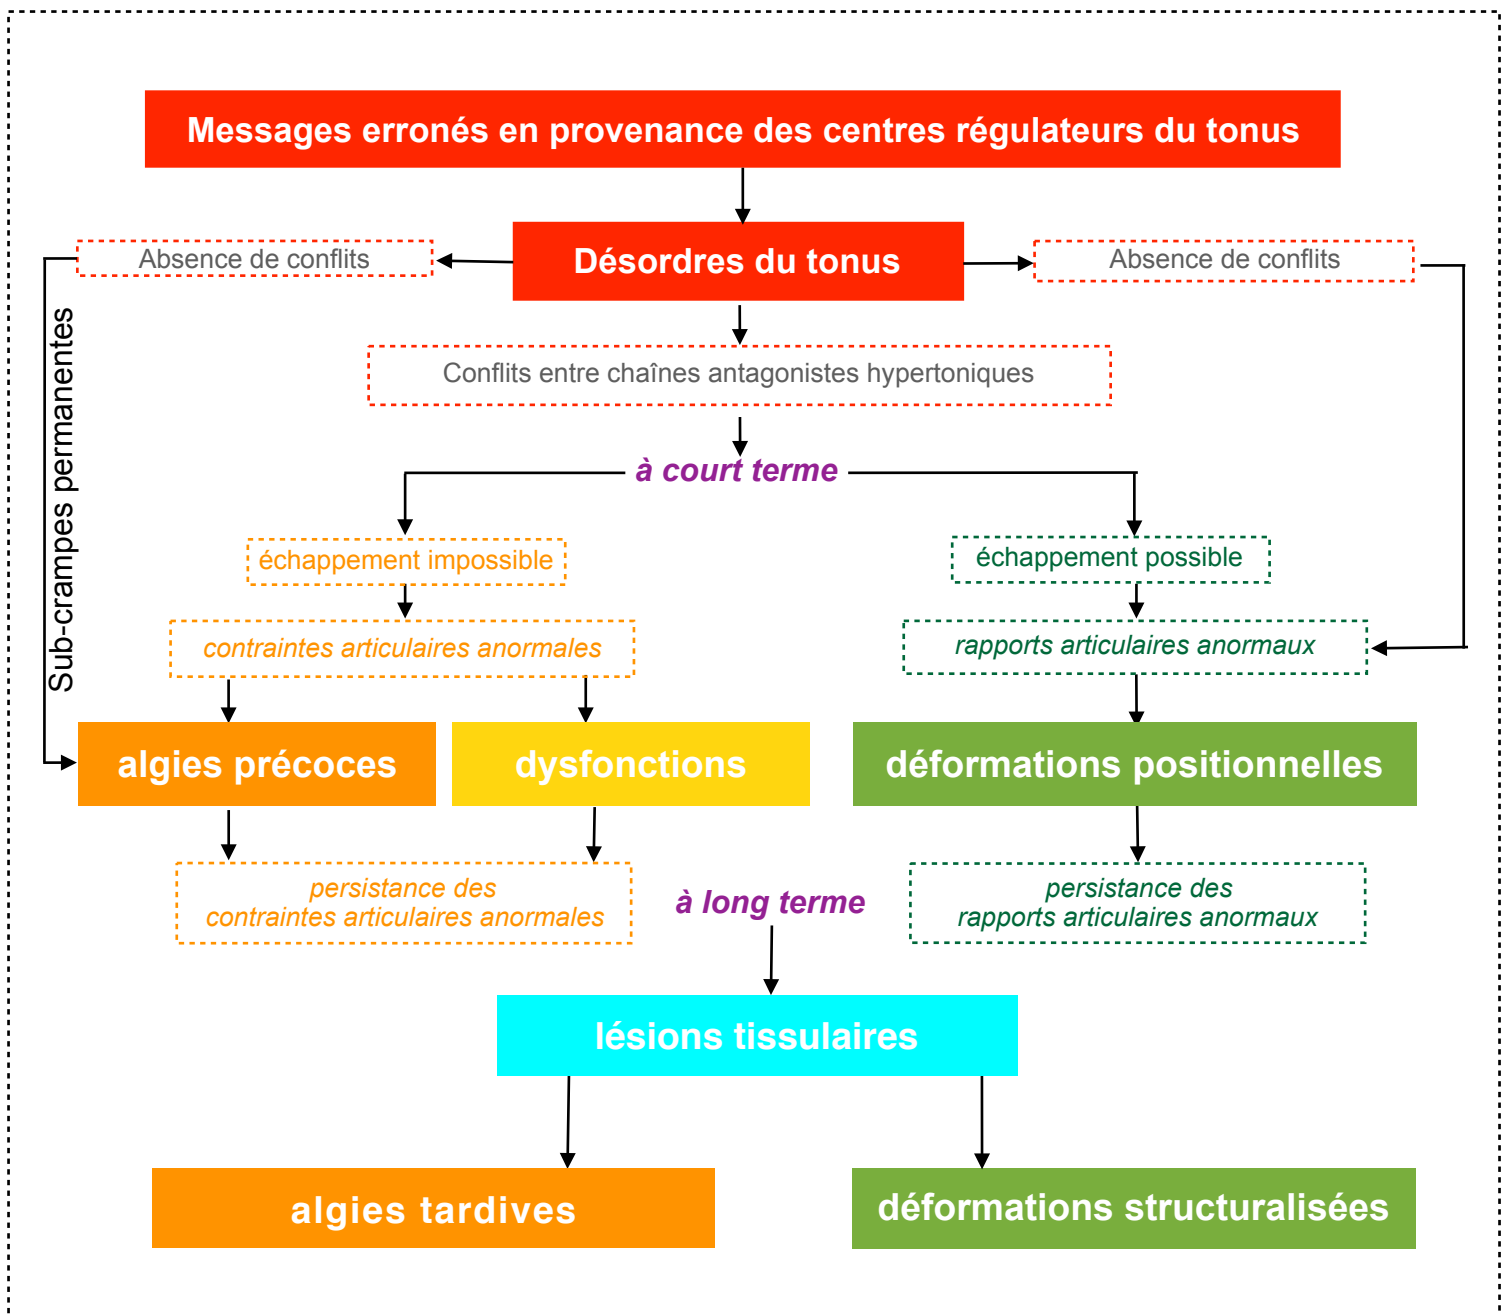 Messages erronés en provenance des centres régulateurs du tonus
Absence de conflits
Désordres du tonus
Absence de conflits
Conflits entre chaînes antagonistes hypertoniques
Sub-crampes permanentes
à court terme
échappement impossible
échappement possible
contraintes articulaires anormales
rapports articulaires anormaux
algies précoces
dysfonctions
déformations positionnelles
persistance des
contraintes articulaires anormales
à long terme
persistance des
rapports articulaires anormaux
lésions tissulaires
algies tardives
déformations structuralisées